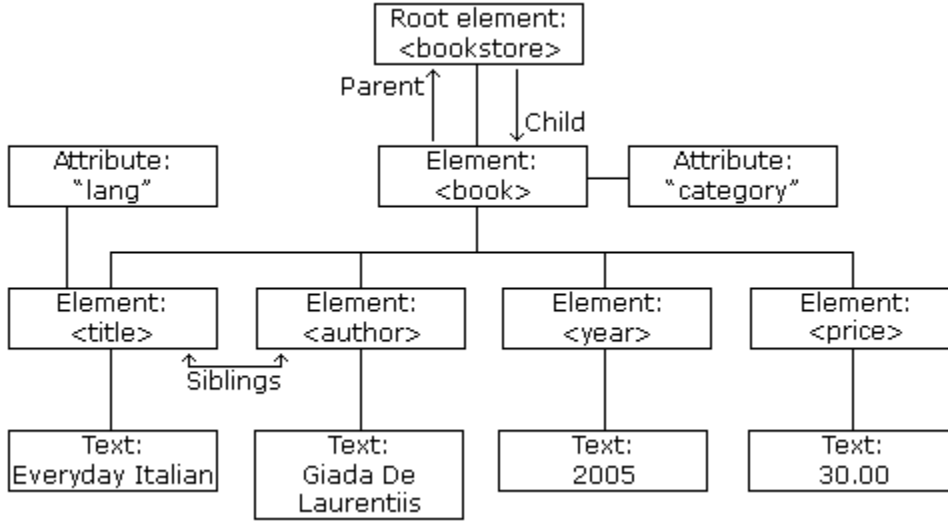 Root element:
<bookstore>
Parent
Child
Attribute:
“lang”
Element:
<book>
Attribute:
“category”
Element:
<title>
Element:
<author>
Element:
<year>
Element:
<price>
Siblings
Text:
Everyday Italian
Text:
Giada De
Laurentiis
Text:
2005
Text:
30.00